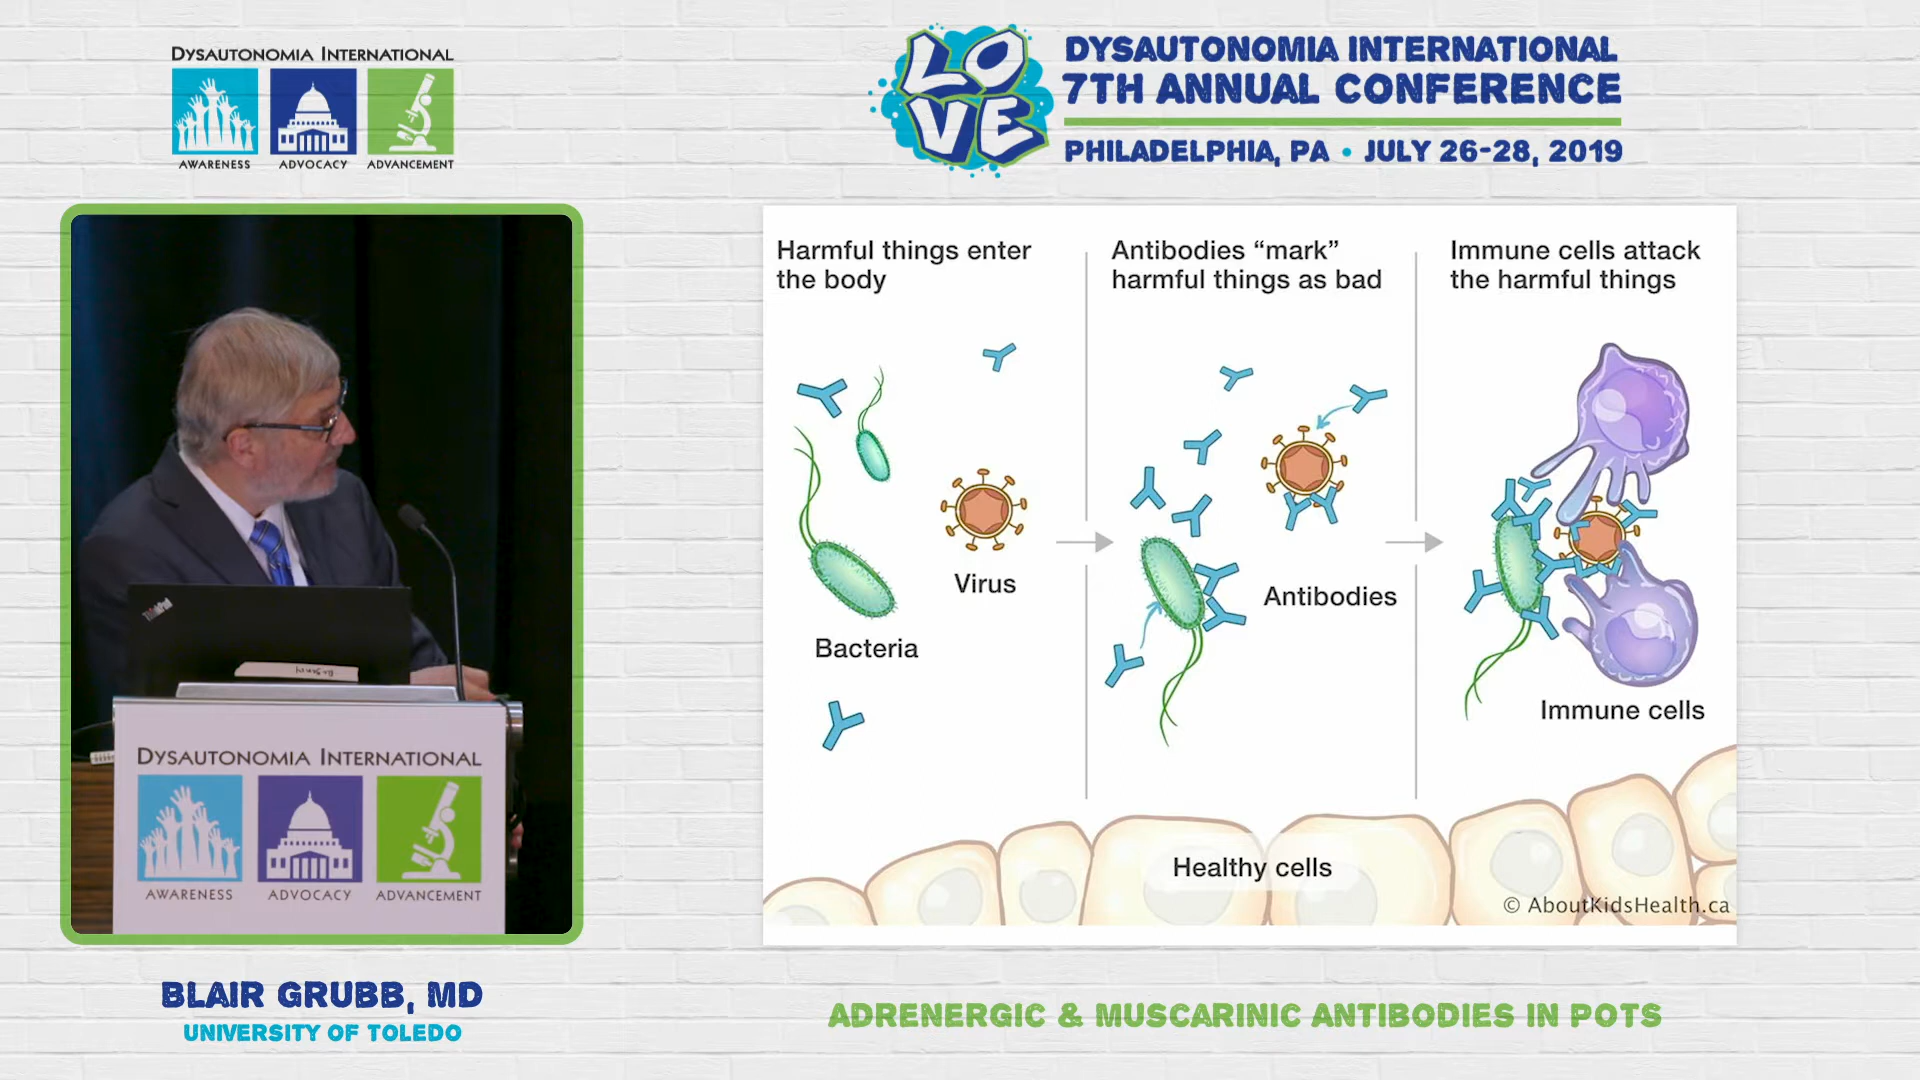 DYSAUTONOMIA INTERNATIONAL
AWARENESS ADVOCACY ADVANCEMENT
LOVE
DYSAUTONOMIA INTERNATIONAL
7TH ANNUAL CONFERENCE
PHILADELPHIA, PA • JULY 26-28, 2019
Harmful things enter
the body
Virus
Bacteria
Antibodies “mark”
harmful things as bad
Antibodies
Immune cells attack
the harmful things
Immune cells
Healthy cells
© AboutKidsHealth.ca
ThinkPad
DYSAUTONOMIA INTERNATIONAL
AWARENESS ADVOCACY ADVANCEMENT
BLAIR GRUBB, MD
UNIVERSITY OF TOLEDO
ADRENERGIC & MUSCARINIC ANTIBODIES IN POTS